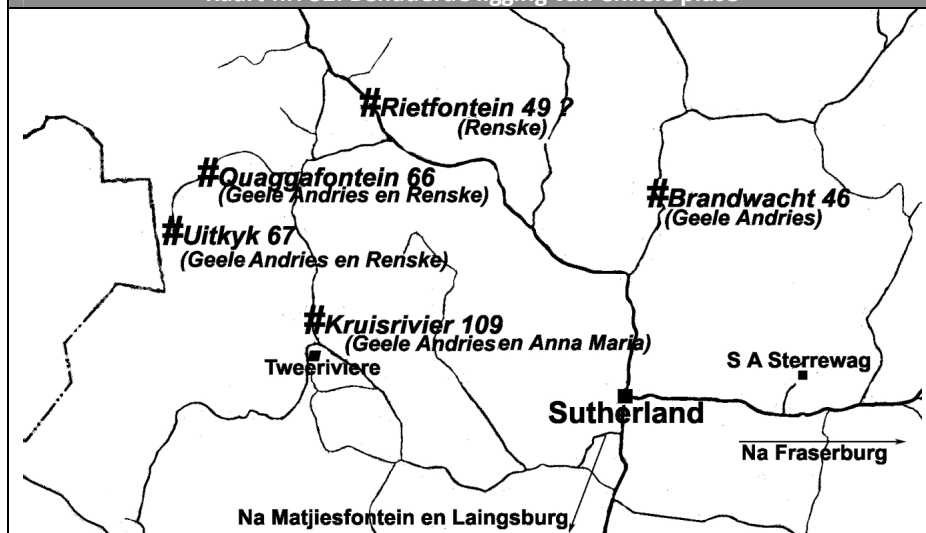 #Rietfontein 49 ?
(Renske)
#Quaggafontein 66
(Geele Andries en Renske)
#Brandwacht 46
(Geele Andries)
#Uitkyk 67
(Geele Andries en Renske)
#Kruisrivier 109
(Geele Andries en Anna Maria)
Tweeriviere
S A Sterrewag
Sutherland
Na Fraserburg
Na Matjiesfontein en Laingsburg